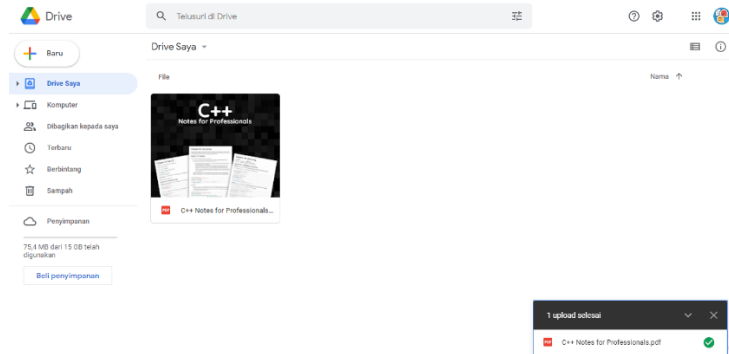 Drive
Telusuri di Drive
Baru
Drive Saya
Drive Saya
Komputer
Dibagikan kepada saya
Terbaru
Berbintang
Sampah
Penyimpanan
75,4 MB dari 15 GB telah
digunakan
Beli penyimpanan
File
Nama
C++
Notes for Professionals
PDF
C++ Notes for Professionals...
1 upload selesai
PDF
C++ Notes for Professionals.pdf